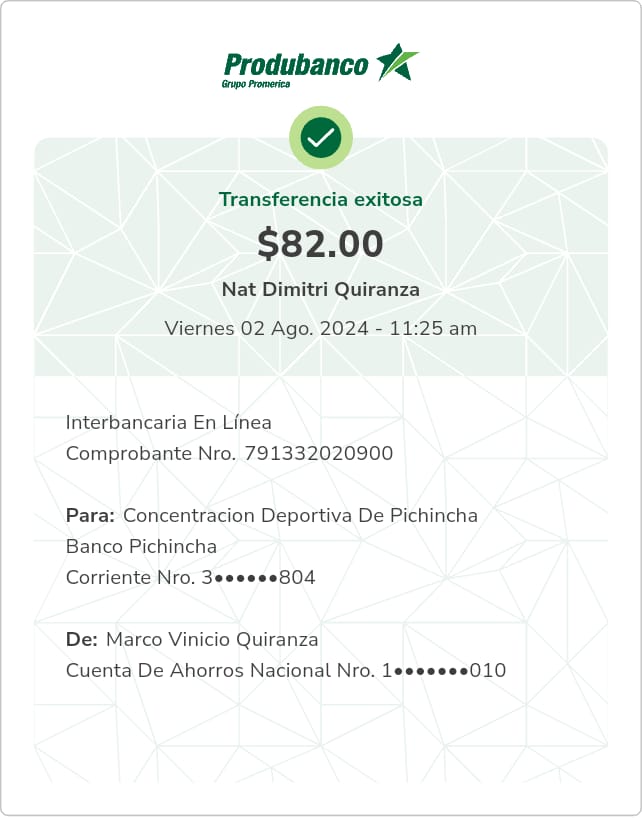 Produbanco
Grupo Promerica
Transferencia exitosa
$82.00
Nat Dimitri Quiranza
Viernes 02 Ago. 2024 - 11:25 am
Interbancaria En Línea
Comprobante Nro. 791332020900
Para: Concentracion Deportiva De Pichincha
Banco Pichincha
Corriente Nro. 3••••••804
De: Marco Vinicio Quiranza
Cuenta De Ahorros Nacional Nro. 1•••••••010